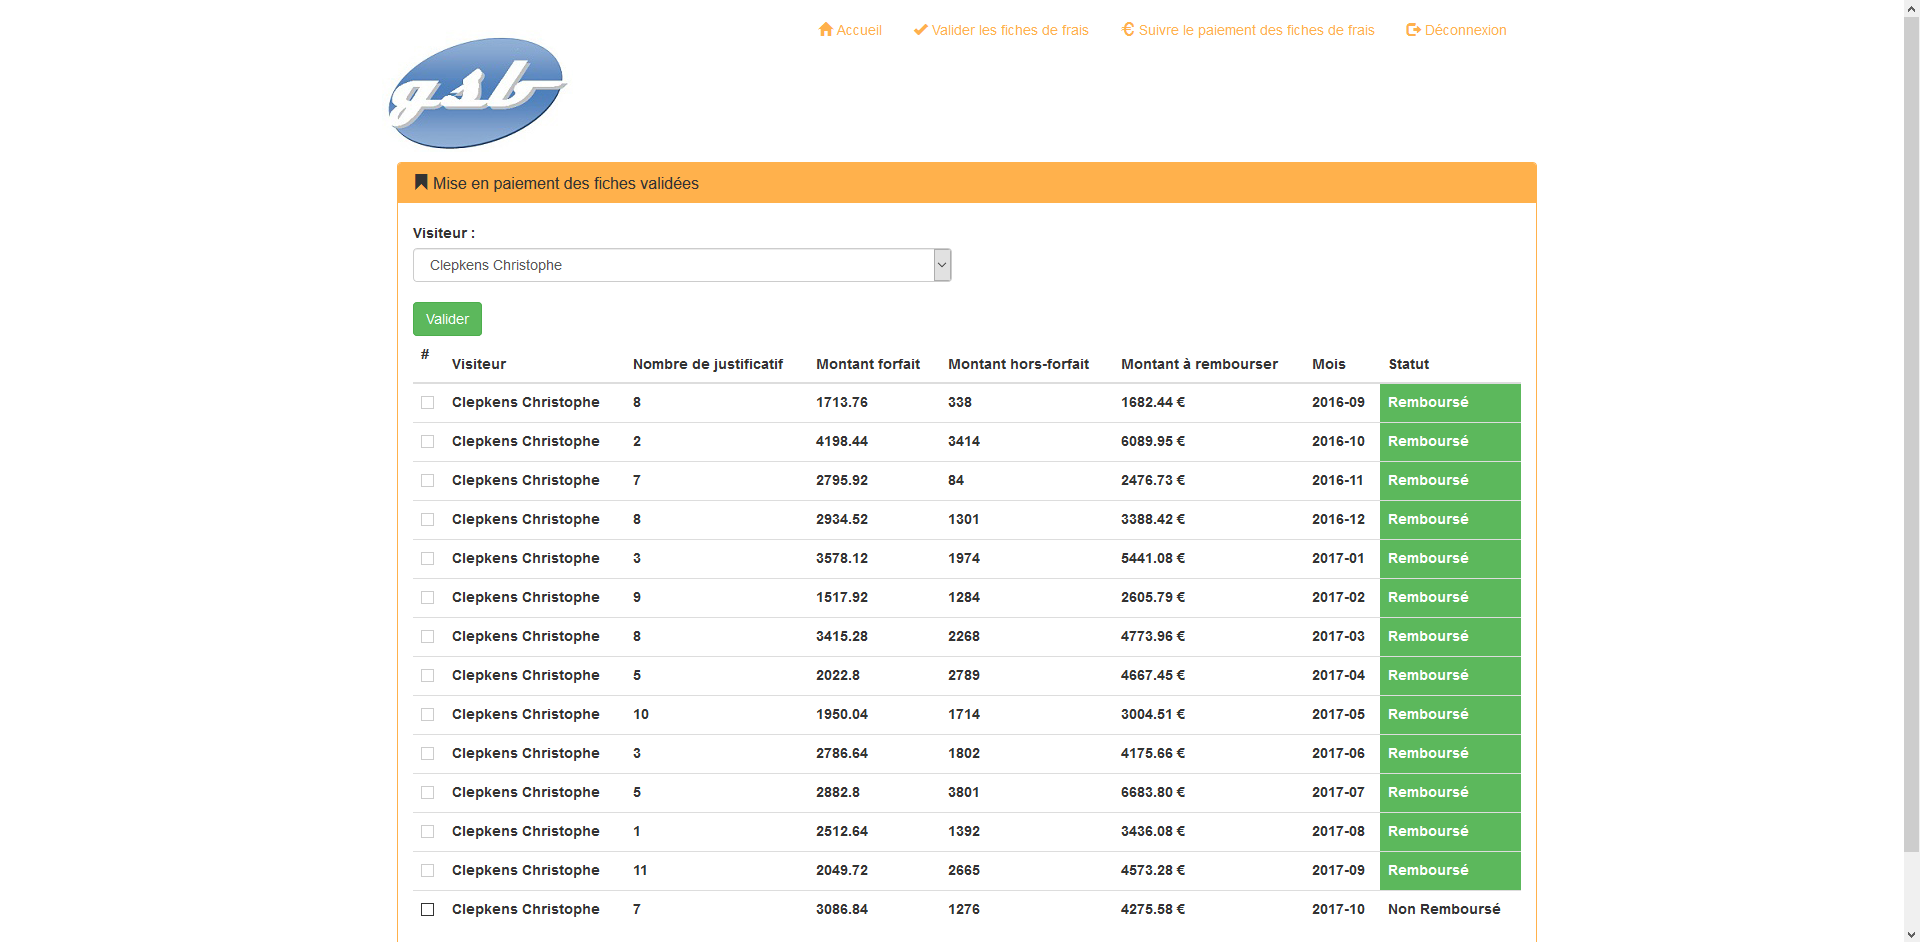 Accueil Valider les fiches de frais € Suivre le paiement des fiches de frais Déconnexion
gsb
Mise en paiement des fiches validées
Visiteur :
Clepkens Christophe
Valider
# Visiteur Nombre de justificatif Montant forfait Montant hors-forfait Montant à rembourser Mois Statut
Clepkens Christophe 8 1713.76 338 1682.44 € 2016-09 Remboursé
Clepkens Christophe 2 4198.44 3414 6089.95 € 2016-10 Remboursé
Clepkens Christophe 7 2795.92 84 2476.73 € 2016-11 Remboursé
Clepkens Christophe 8 2934.52 1301 3388.42 € 2016-12 Remboursé
Clepkens Christophe 3 3578.12 1974 5441.08 € 2017-01 Remboursé
Clepkens Christophe 9 1517.92 1284 2605.79 € 2017-02 Remboursé
Clepkens Christophe 8 3415.28 2268 4773.96 € 2017-03 Remboursé
Clepkens Christophe 5 2022.8 2789 4667.45 € 2017-04 Remboursé
Clepkens Christophe 10 1950.04 1714 3004.51 € 2017-05 Remboursé
Clepkens Christophe 3 2786.64 1802 4175.66 € 2017-06 Remboursé
Clepkens Christophe 5 2882.8 3801 6683.80 € 2017-07 Remboursé
Clepkens Christophe 1 2512.64 1392 3436.08 € 2017-08 Remboursé
Clepkens Christophe 11 2049.72 2665 4573.28 € 2017-09 Remboursé
Clepkens Christophe 7 3086.84 1276 4275.58 € 2017-10 Non Remboursé